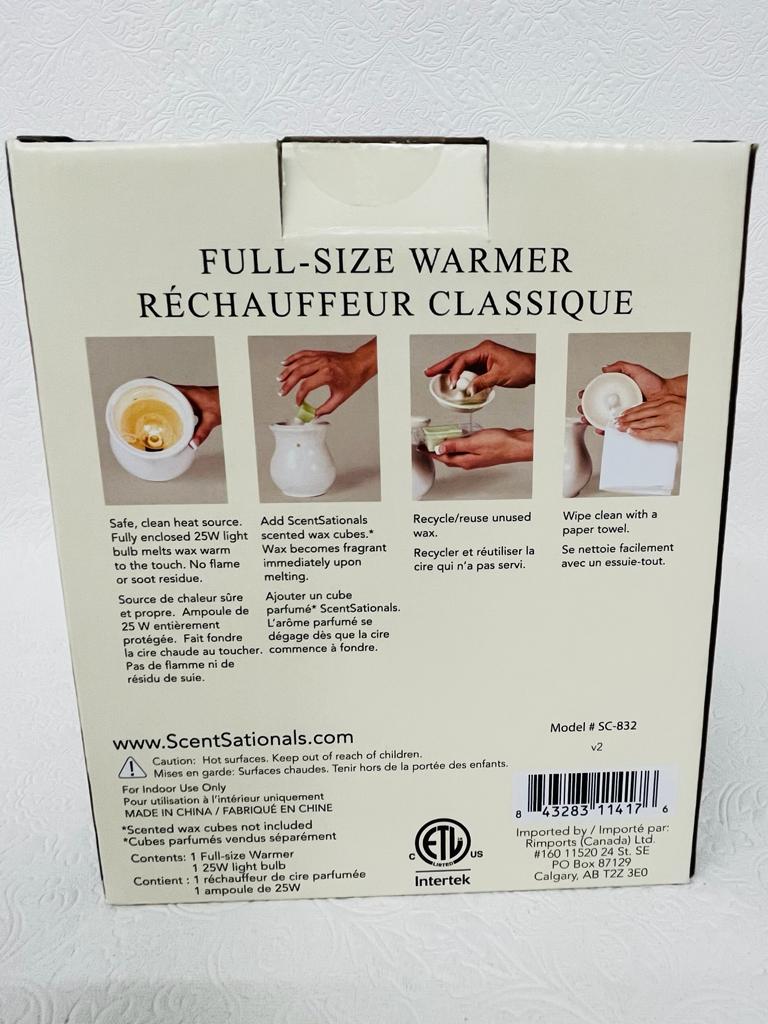 FULL-SIZE WARMER
RÉCHAUFFEUR CLASSIQUE
Safe, clean heat source.
Fully enclosed 25W light
bulb melts wax warm
to the touch. No flame
or soot residue.
Source de chaleur sûre
et propre. Ampoule de
25 W entièrement
protégée. Fait fondre
la cire chaude au toucher.
Pas de flamme ni de
résidu de suie.
Add ScentSationals
scented wax cubes.*
Wax becomes fragrant
immediately upon
melting.
Ajouter un cube
parfumé* ScentSationals.
L'arôme parfumé se
dégage dès que la cire
commence à fondre.
Recycle/reuse unused
wax.
Recycler et réutiliser la
cire qui n'a pas servi.
Wipe clean with a
paper towel.
Se nettoie facilement
avec un essuie-tout.
www.ScentSationals.com
Caution: Hot surfaces. Keep out of reach of children.
Mises en garde: Surfaces chaudes. Tenir hors de la portée des enfants.
For Indoor Use Only
Pour utilisation à l'intérieur uniquement
MADE IN CHINA / FABRIQUÉ EN CHINE
*Scented wax cubes not included
*Cubes parfumés vendus séparément
Contents: 1 Full-size Warmer
1 25W light bulb
Contient : 1 réchauffeur de cire parfumée
1 ampoule de 25W
C ETL US
LISTED
Intertek
Model # SC-832
v2
8 43283 11417 6
Imported by / Importé par:
Rimports (Canada) Ltd.
#160 11520 24 St. SE
PO Box 87129
Calgary, AB T2Z 3E0